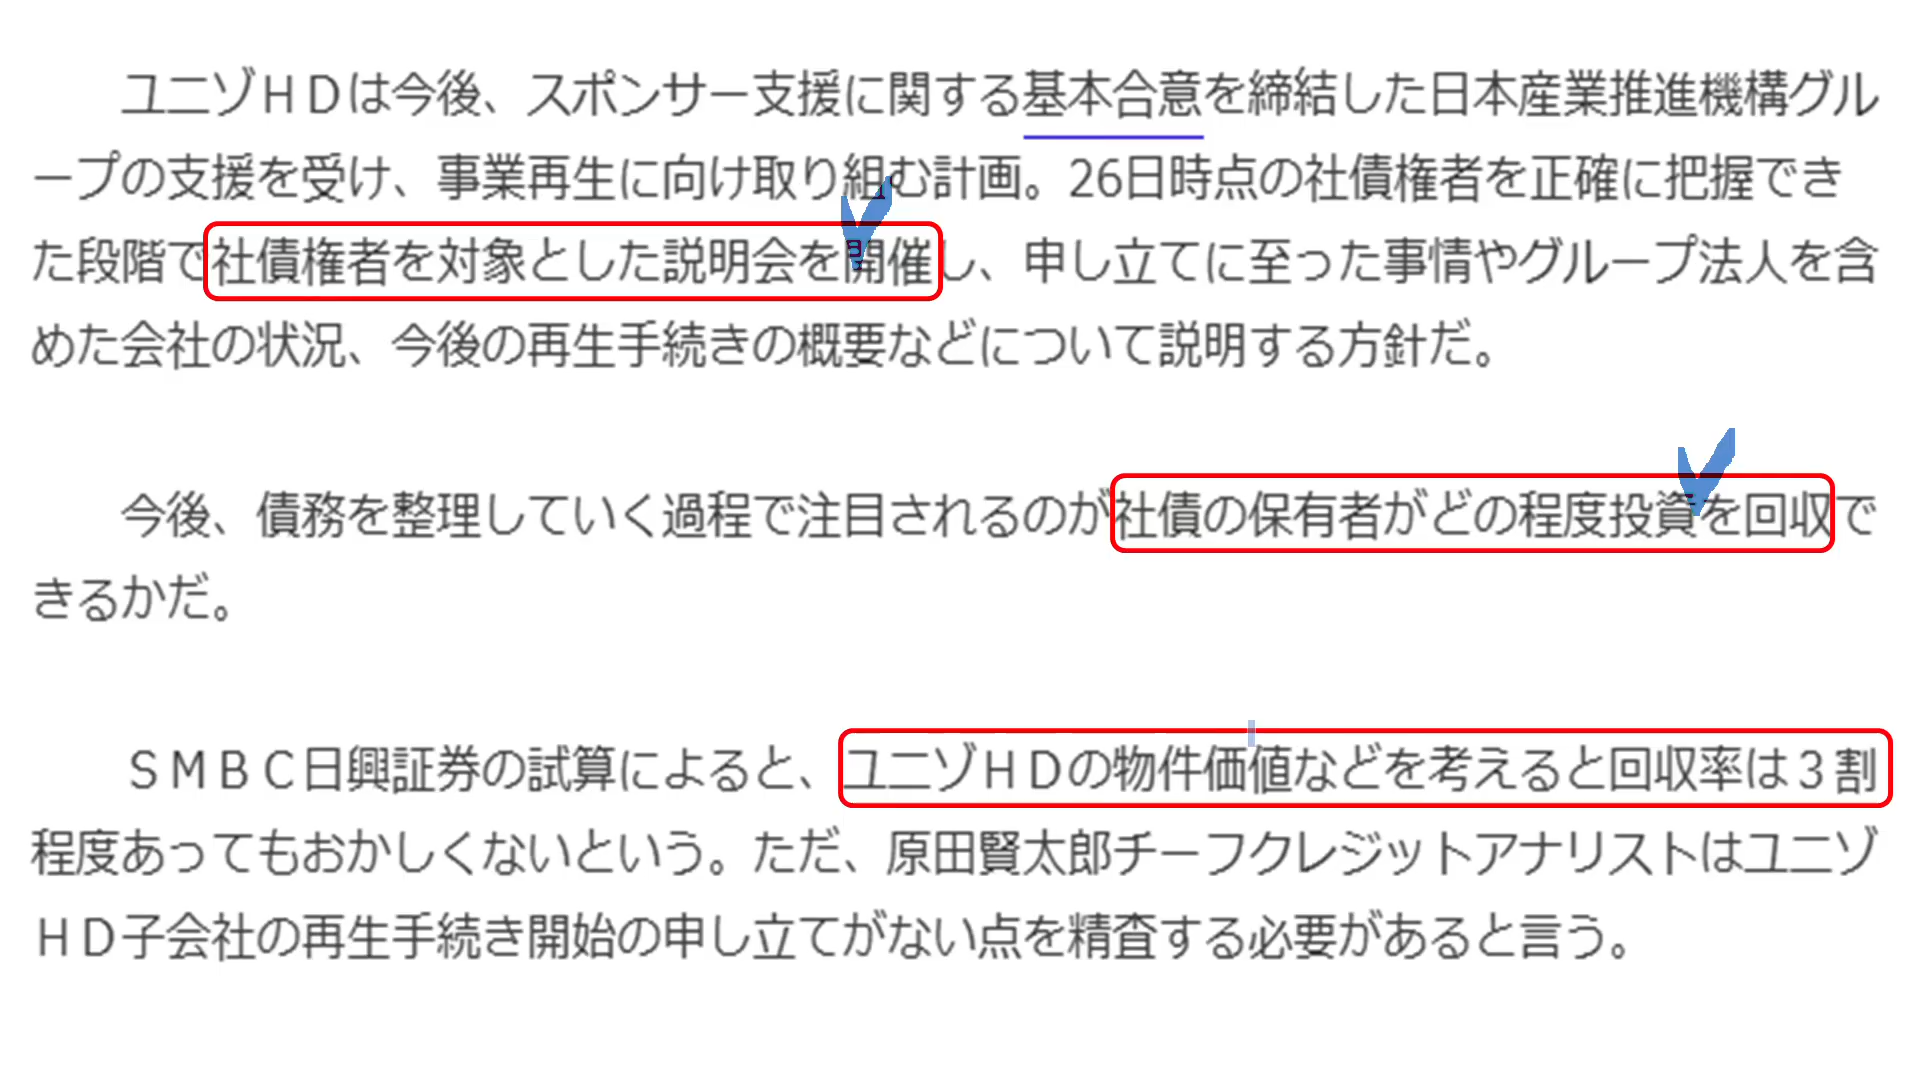 ユニゾＨＤは今後、スポンサー支援に関する基本合意を締結した日本産業推進機構グル
ープの支援を受け、事業再生に向け取り組む計画。26日時点の社債権者を正確に把握でき
た段階で社債権者を対象とした説明会を開催し、申し立てに至った事情やグループ法人を含
めた会社の状況、今後の再生手続きの概要などについて説明する方針だ。
今後、債務を整理していく過程で注目されるのが社債の保有者がどの程度投資を回収で
きるかだ。
ＳＭＢＣ日興証券の試算によると、ユニゾＨＤの物件価値などを考えると回収率は３割
程度あってもおかしくないという。ただ、原田賢太郎チーフクレジットアナリストはユニゾ
ＨＤ子会社の再生手続き開始の申し立てがない点を精査する必要があると言う。